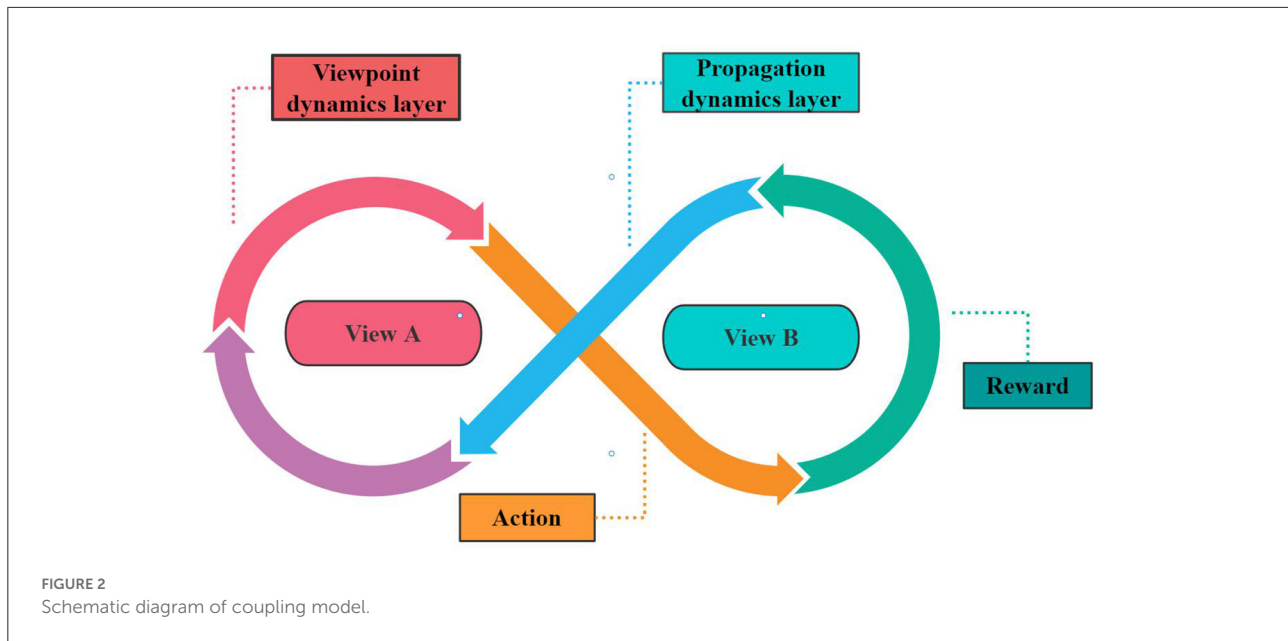 Viewpoint
dynamics layer
Propagation
dynamics layer
View A
View B
Reward
Action
FIGURE 2
Schematic diagram of coupling model.